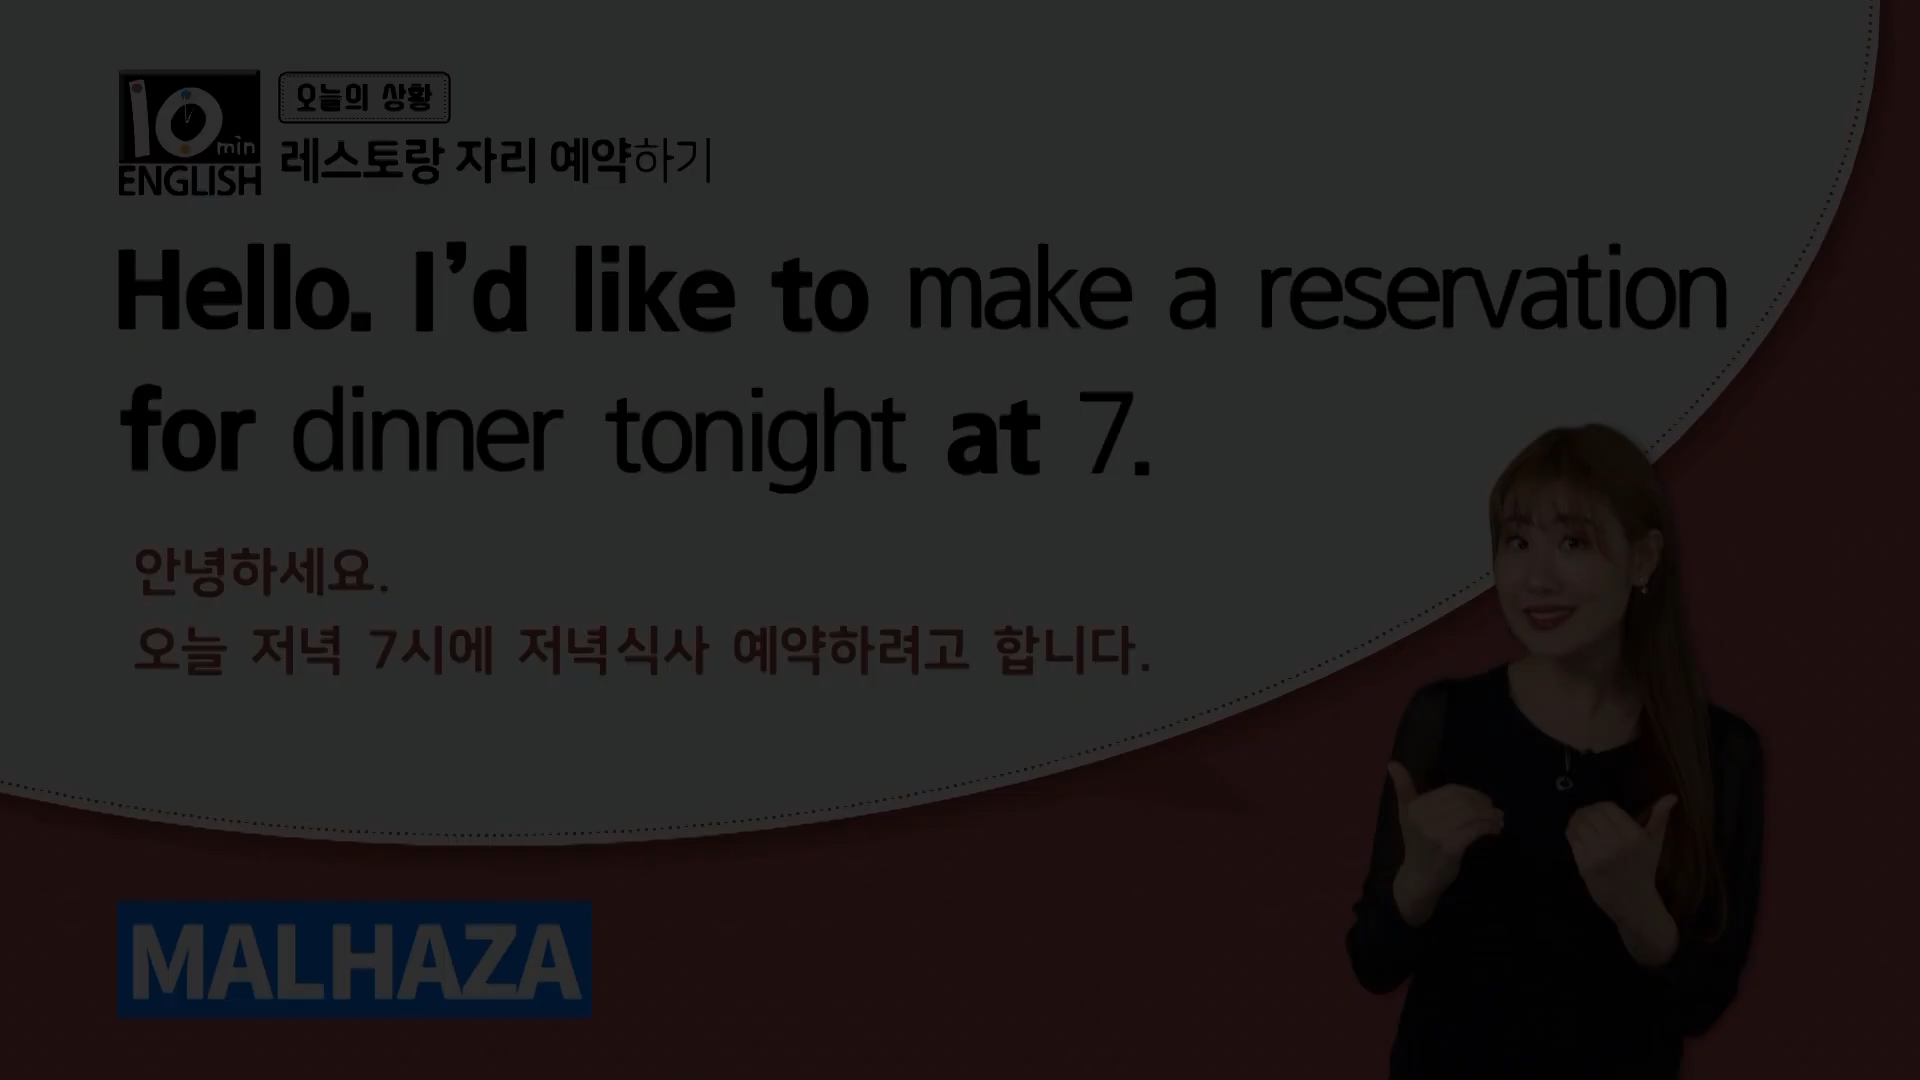 10 min
ENGLISH
오늘의 상황
레스토랑 자리 예약하기
Hello. I’d like to make a reservation
for dinner tonight at 7.
안녕하세요.
오늘 저녁 7시에 저녁식사 예약하려고 합니다.
MALHAZA